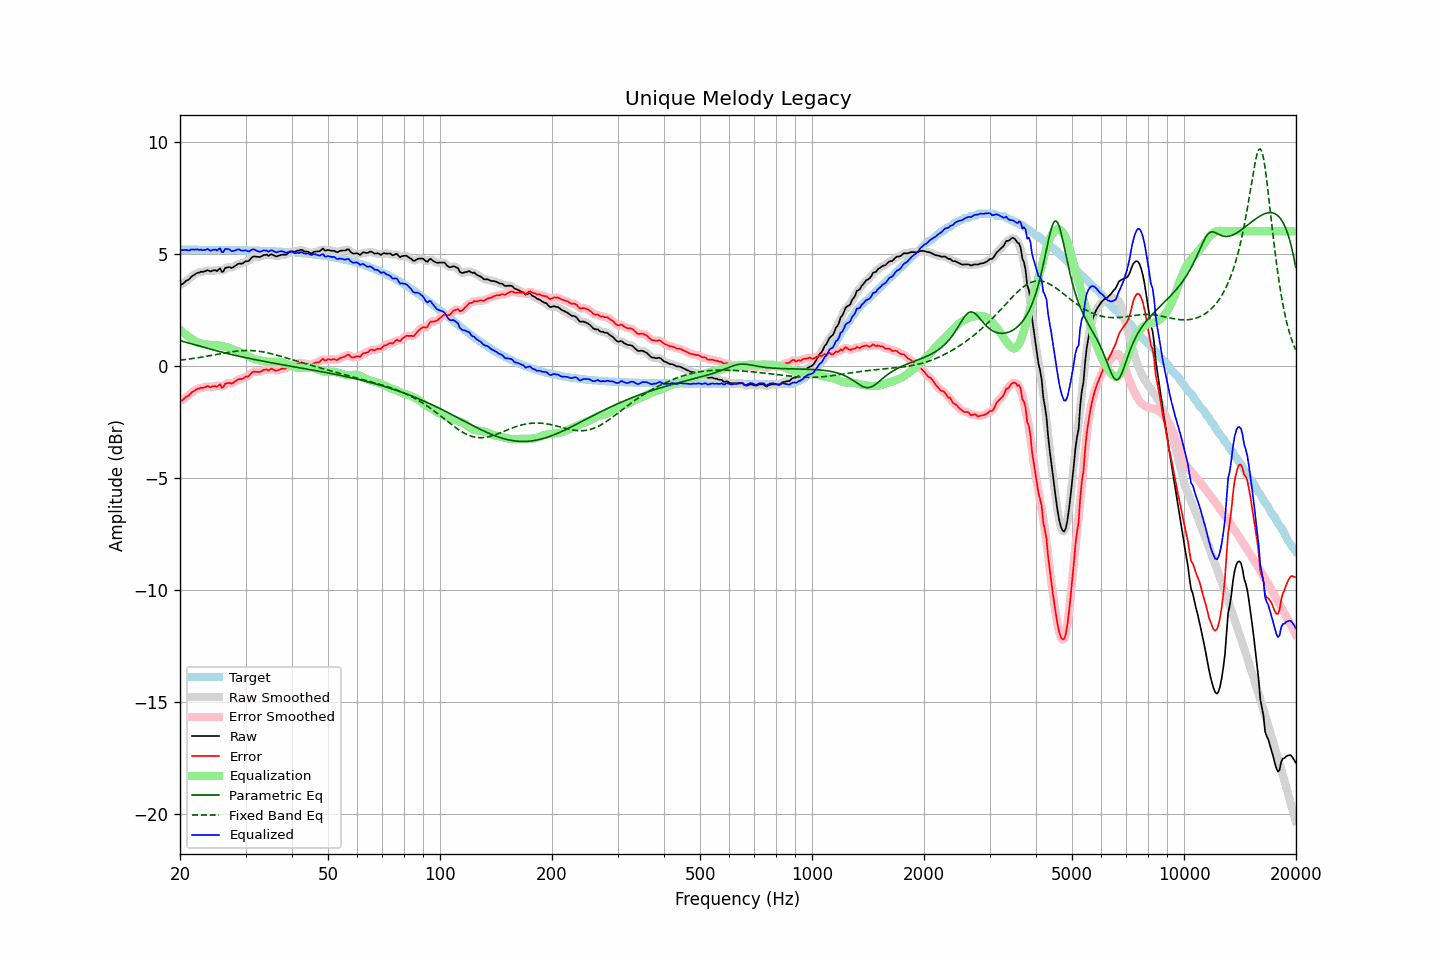 Unique Melody Legacy
Amplitude (dBr)
10
5
0
−5
−10
−15
−20
Target
Raw Smoothed
Error Smoothed
Raw
Error
Equalization
Parametric Eq
Fixed Band Eq
Equalized
20 50 100 200 500 1000 2000 5000 10000 20000
Frequency (Hz)